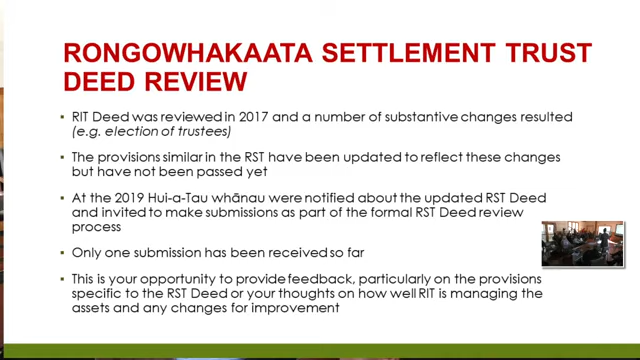 RONGOWHAKAATA SETTLEMENT TRUST
DEED REVIEW
▪ RIT Deed was reviewed in 2017 and a number of substantive changes resulted
(e.g. election of trustees)
▪ The provisions similar in the RST have been updated to reflect these changes
but have not been passed yet
▪ At the 2019 Hui-a-Tau whānau were notified about the updated RST Deed
and invited to make submissions as part of the formal RST Deed review
process
▪ Only one submission has been received so far
▪ This is your opportunity to provide feedback, particularly on the provisions
specific to the RST Deed or your thoughts on how well RIT is managing the
assets and any changes for improvement